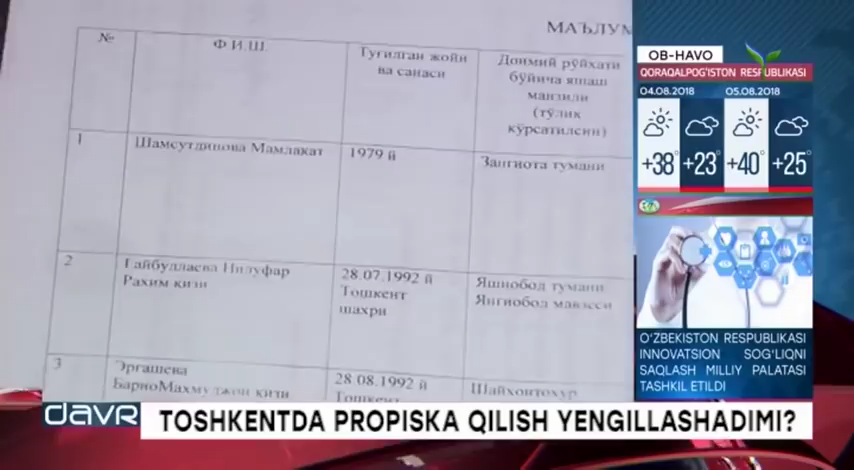 МАЪЛУМ
№
Ф.И.Ш.
Туғилган жойи
ва санаси
Доимий рўйхати
бўйича яшаш
манзили
(тўлиқ
кўрсатилсин)
1
Шамсутдинова Мамлакат
1979 й
Зангиота тумани
2
Гайбуллаева Нилуфар
Рахим қизи
28.07.1992 й
Тошкент
шаҳри
Яшнобод тумани
Янгиобод мавзеси
3
Эргашева
БарноМахмуджон қизи
28.08.1992 й
Тошкент
Шайхонтохур
OB-HAVO
QORAQALPOG'ISTON RESPUBLIKASI
04.08.2018
05.08.2018
+38°
+23°
+40°
+25°
O'ZBEKISTON RESPUBLIKASI
INNOVATSION SOG'LIQNI
SAQLASH MILLIY PALATASI
TASHKIL ETILDI
davr
TOSHKENTDA PROPISKA QILISH YENGILLASHADIMI?